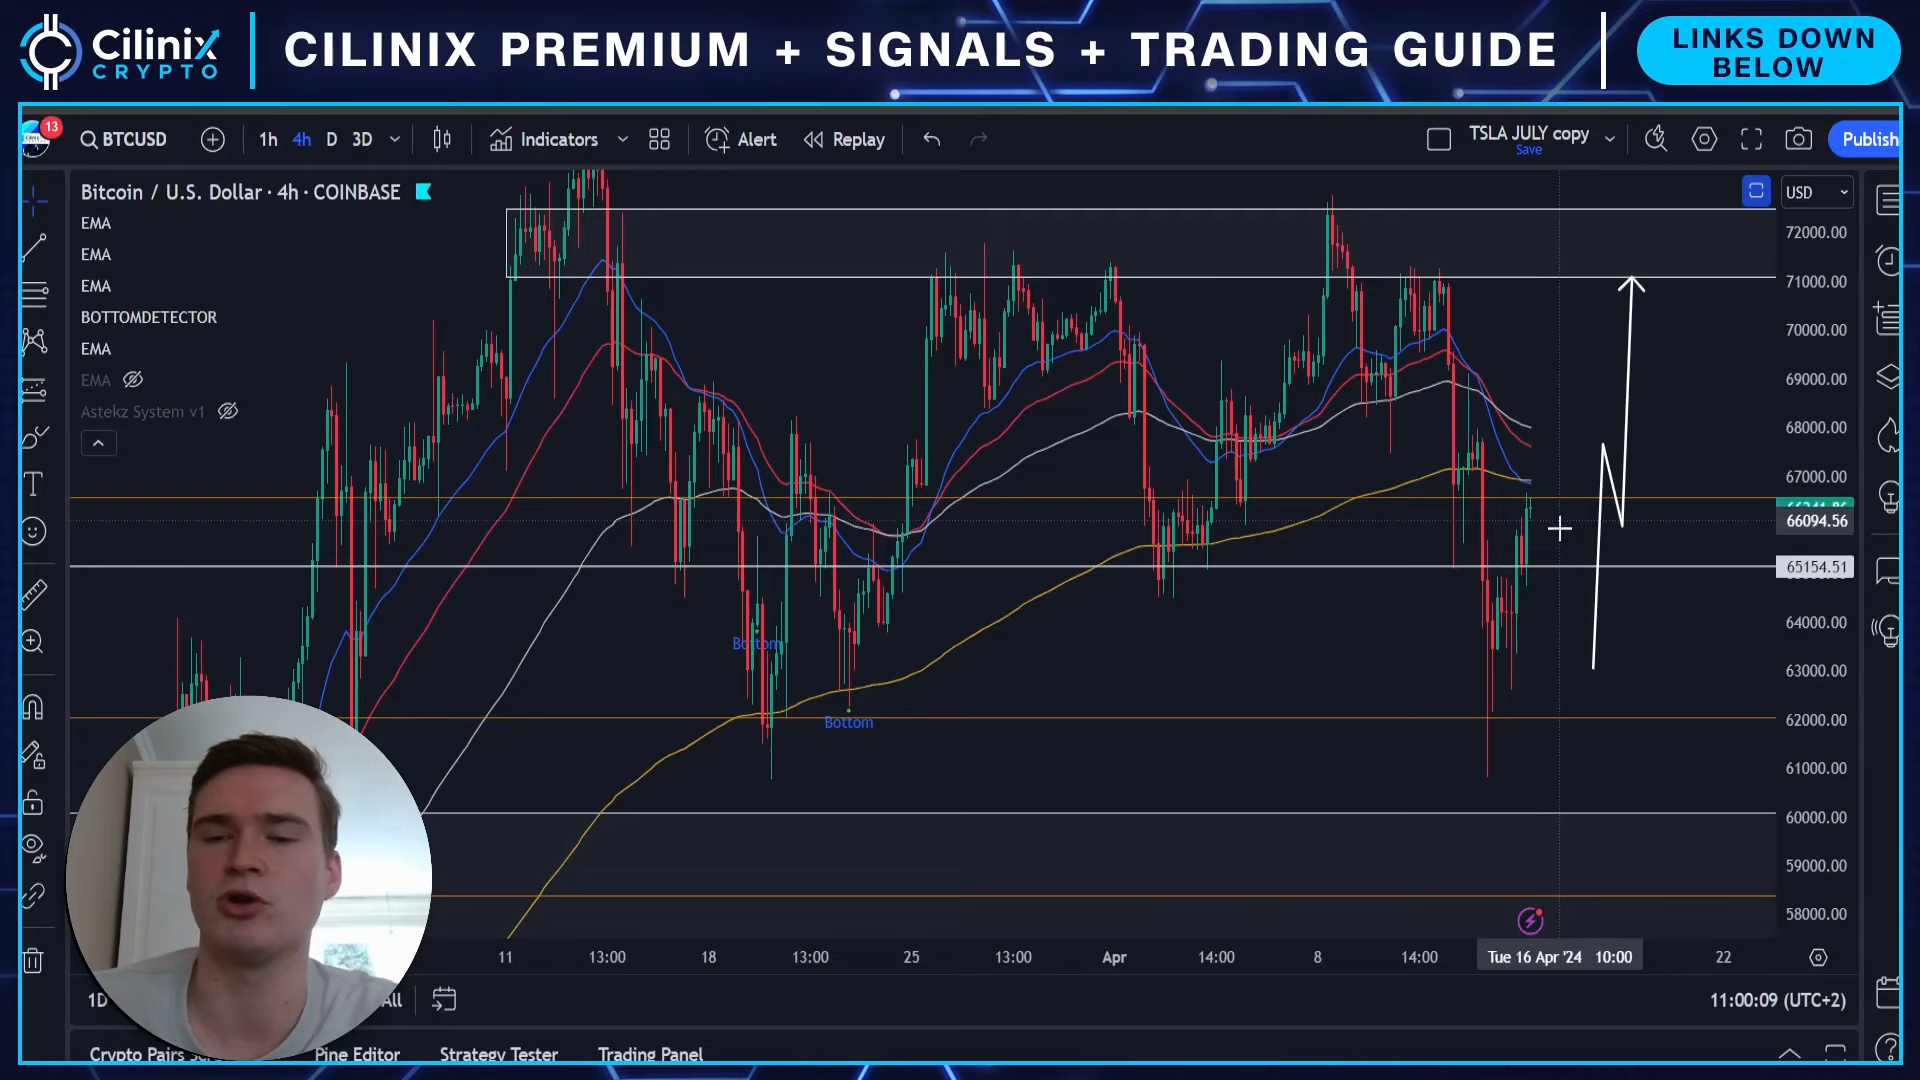 Cilinix
CRYPTO
CILINIX PREMIUM + SIGNALS + TRADING GUIDE
LINKS DOWN
BELOW
13
BTCUSD
1h 4h D 3D
Indicators
Alert
Replay
TSLA JULY copy
Save
Publish
Bitcoin / U.S. Dollar · 4h · COINBASE
USD
EMA
EMA
EMA
BOTTOMDETECTOR
EMA
EMA
Astekz System v1
72000.00
71000.00
70000.00
69000.00
68000.00
67000.00
66094.56
65154.51
64000.00
63000.00
62000.00
61000.00
60000.00
59000.00
58000.00
Bottom
Bottom
11 13:00 18 13:00 25 13:00 Apr 14:00 8 14:00 Tue 16 Apr '24 10:00 22
1D
All
11:00:09 (UTC+2)
Crypto Pairs
Pine Editor
Strategy Tester
Trading Panel